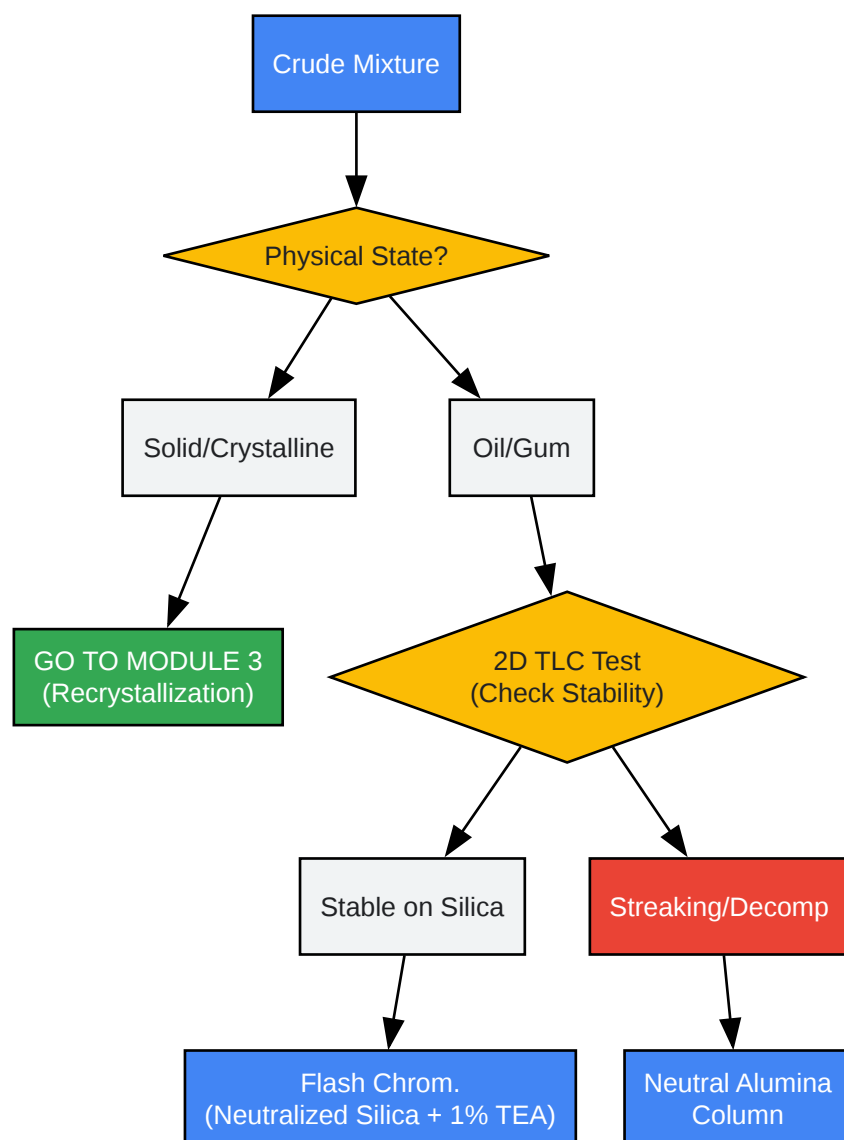 Crude Mixture
Physical State?
Solid/Crystalline
Oil/Gum
GO TO MODULE 3
(Recrystallization)
2D TLC Test
(Check Stability)
Stable on Silica
Streaking/Decomp
Flash Chrom.
(Neutralized Silica + 1% TEA)
Neutral Alumina
Column